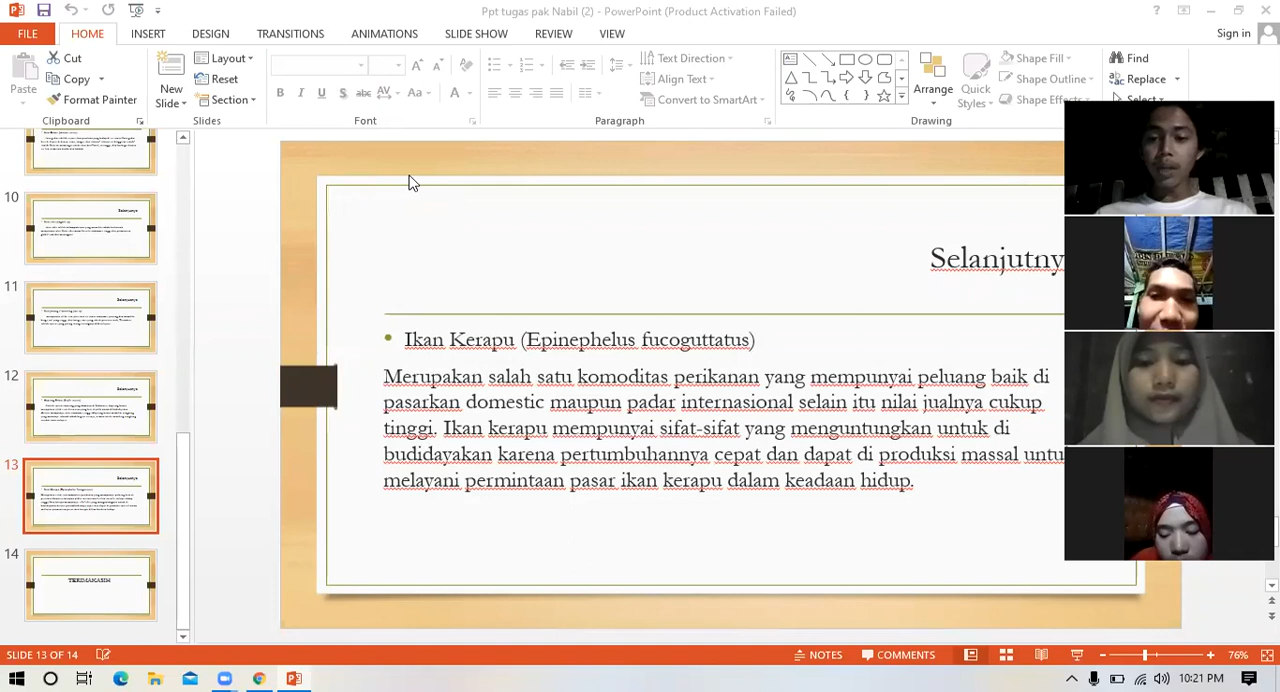 Ppt tugas pak Nabil (2) - PowerPoint (Product Activation Failed)
FILE HOME INSERT DESIGN TRANSITIONS ANIMATIONS SLIDE SHOW REVIEW VIEW Sign in
Paste
Cut
Copy
Format Painter
Clipboard
New
Slide
Layout
Reset
Section
Slides
Font
Text Direction
Align Text
Convert to SmartArt
Paragraph
Arrange
Quick
Styles
Shape Fill
Shape Outline
Shape Effects
Drawing
Find
Replace
Select
10
Selanjutnya
11
Selanjutnya
12
Selanjutnya
13
Selanjutnya
14
TERIMAKASIH
Selanjutny
• Ikan Kerapu (Epinephelus fucoguttatus)
Merupakan salah satu komoditas perikanan yang mempunyai peluang baik di
pasarkan domestic maupun padar internasional selain itu nilai jualnya cukup
tinggi. Ikan kerapu mempunyai sifat-sifat yang menguntungkan untuk di
budidayakan karena pertumbuhannya cepat dan dapat di produksi massal untu
melayani permintaan pasar ikan kerapu dalam keadaan hidup.
SLIDE 13 OF 14 NOTES COMMENTS 76%
10:21 PM